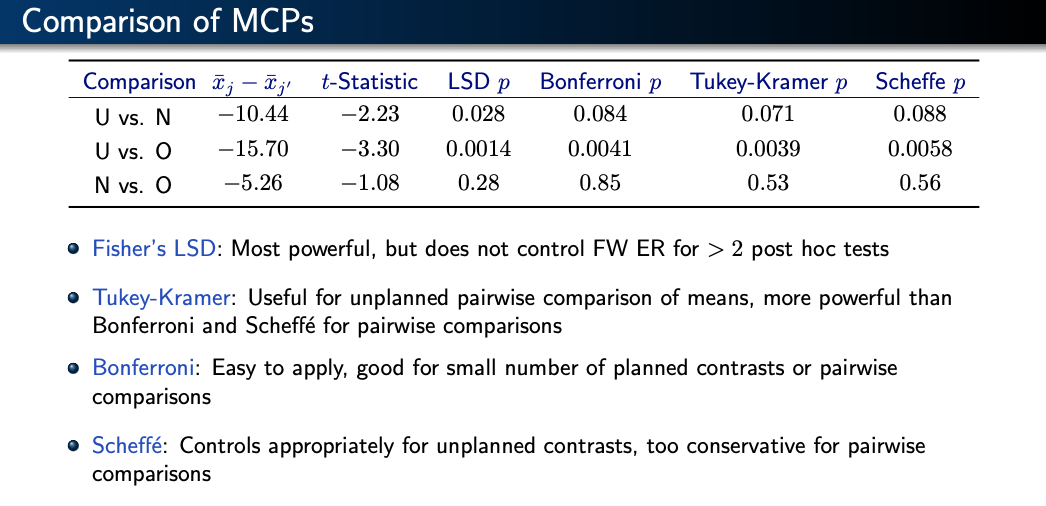 Comparison of MCPs
Comparison x̄ⱼ − x̄ⱼ′ t-Statistic LSD p Bonferroni p Tukey-Kramer p Scheffe p
U vs. N −10.44 −2.23 0.028 0.084 0.071 0.088
U vs. O −15.70 −3.30 0.0014 0.0041 0.0039 0.0058
N vs. O −5.26 −1.08 0.28 0.85 0.53 0.56
Fisher's LSD: Most powerful, but does not control FW ER for > 2 post hoc tests
Tukey-Kramer: Useful for unplanned pairwise comparison of means, more powerful than
Bonferroni and Scheffé for pairwise comparisons
Bonferroni: Easy to apply, good for small number of planned contrasts or pairwise
comparisons
Scheffé: Controls appropriately for unplanned contrasts, too conservative for pairwise
comparisons